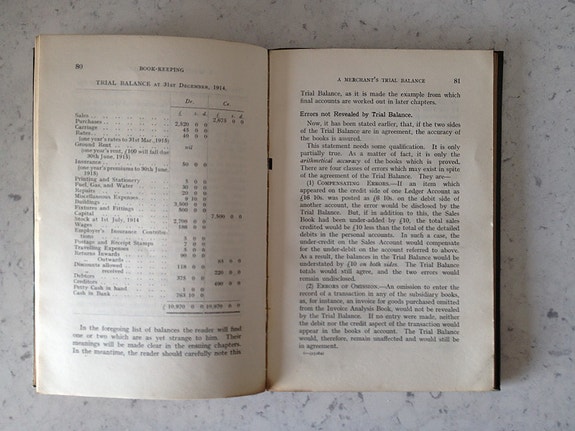 80
BOOK-KEEPING
TRIAL BALANCE at 31st December, 1914.
Dr. Cr.
£ s. d. £ s. d.
Sales 2,675 0 0
Purchases 2,320 0 0
Carriage 45 0 0
Rates 40 0 0
(one year's rates to 31st Mar., 1915)
Ground Rent nil
(one year's rent, £100 will fall due
30th June, 1915)
Insurance 80 0 0
(one year's premiums to 30th June,
1915)
Printing and Stationery 5 0 0
Fuel, Gas, and Water 30 0 0
Repairs 20 0 0
Miscellaneous Expenses 0 0
Buildings 3,500 0 0
Fixtures and Fittings 500 0 0
Capital 7,500 0 0
Stock at 1st July, 1914 2,700 0 0
Wages 0 0
Employer's Insurance Contribu-
tions 0 0
Postage and Receipt Stamps 0 0
Travelling Expenses 0 0
Returns Inwards 90 0 0
„ Outwards 0 0
Discounts allowed 0 0
„ received 0 0
Debtors 375 0 0
Creditors 0 0
Petty Cash in hand 0 0
Cash in Bank 763 10 0
10,970 0 0 10,970 0 0
In the foregoing list of balances the reader will find
one or two which are as yet strange to him. Their
meanings will be made clear in the ensuing chapters.
In the meantime, the reader should carefully note this
A MERCHANT'S TRIAL BALANCE
81
Trial Balance, as it is made the example from which
final accounts are worked out in later chapters.
Errors not Revealed by Trial Balance.
Now, it has been stated earlier, that, if the two sides
of the Trial Balance are in agreement, the accuracy of
the books is assured.
This statement needs some qualification. It is only
partially true. As a matter of fact, it is only the
arithmetical accuracy of the books which is proved.
There are four classes of errors which may exist in spite
of the agreement of the Trial Balance. They are—
(1) Compensating Errors.—If an item which
appeared on the credit side of one Ledger Account as
£16 10s. was posted as £6 10s. on the debit side of
another account, the error would be disclosed by the
Trial Balance. But, if in addition to this, the Sales
Book had been under-added by £10, the total sales
credited would be £10 less than the total of the detailed
debits in the personal accounts. In such a case, the
under-credit on the Sales Account would compensate
for the under-debit on the account referred to above.
As a result, the balances in the Trial Balance would be
understated by £10 on both sides. The Trial Balance
totals would still agree, and the two errors would
remain undisclosed.
(2) Errors of Omission.—An omission to enter the
record of a transaction in any of the subsidiary books,
as, for instance, an invoice for goods purchased omitted
from the Invoice Analysis Book, would not be revealed
by the Trial Balance. If no entry were made, neither
the debit nor the credit aspect of the transaction would
appear in the books of account. The Trial Balance
would, therefore, remain unaffected and would still be
in agreement.